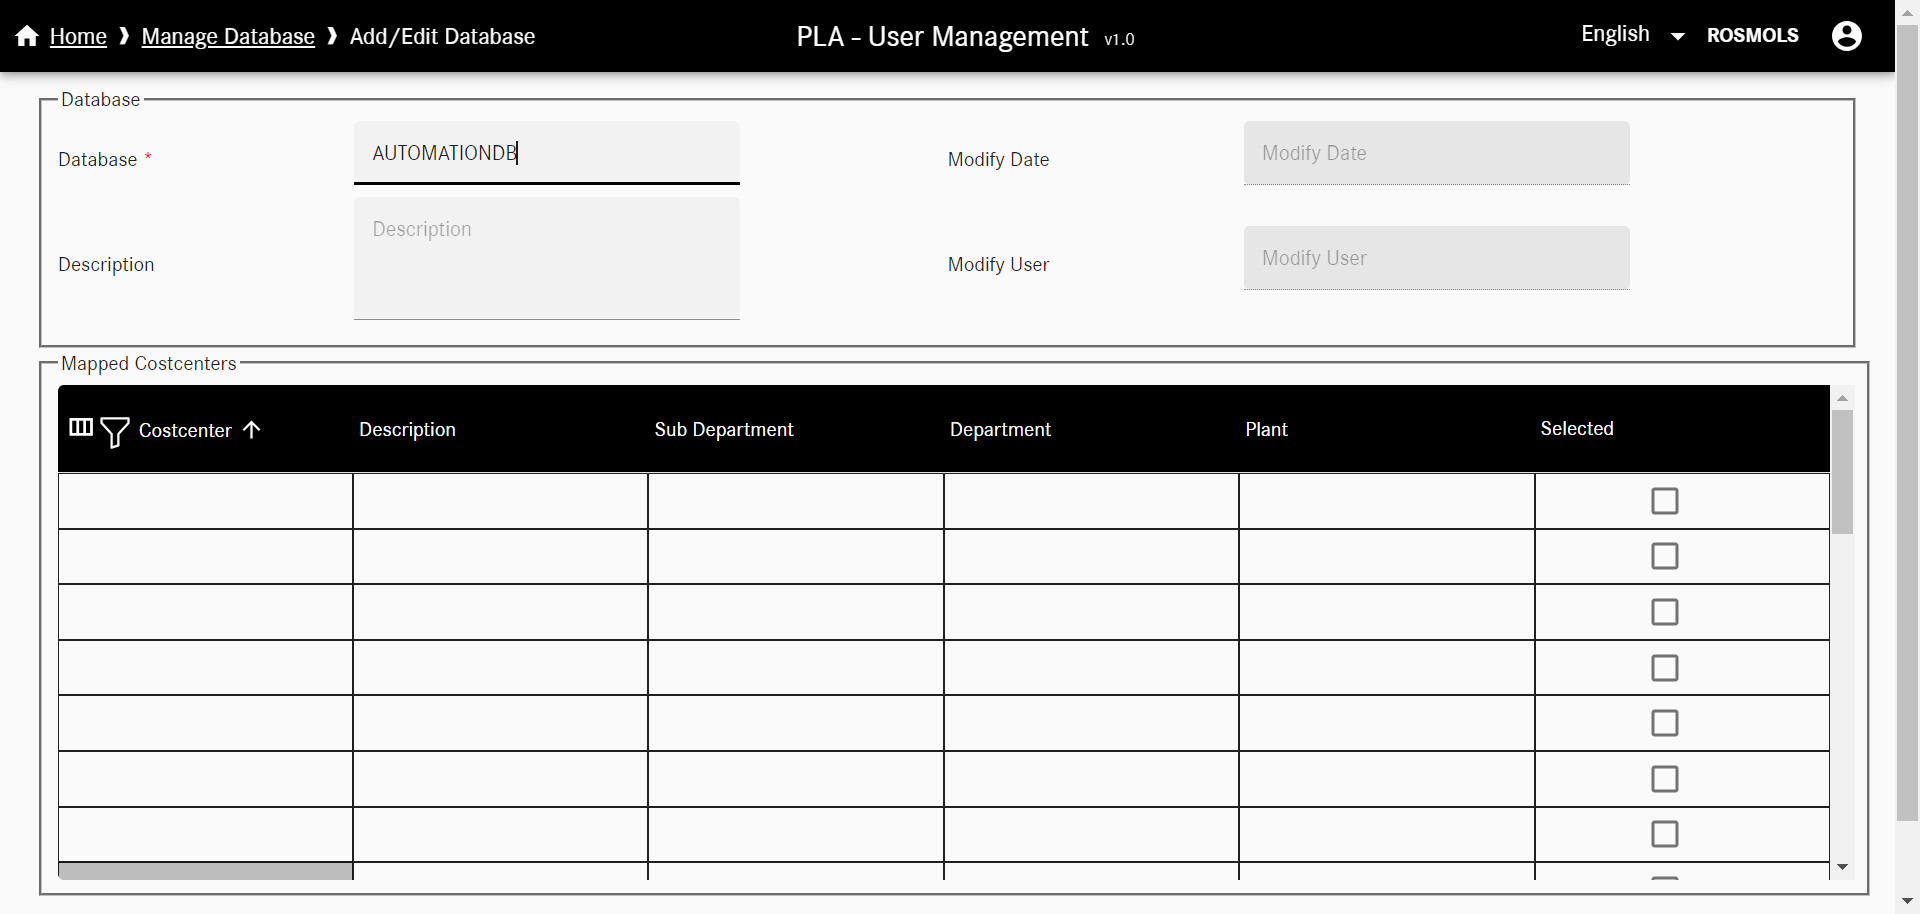 Home ❱ Manage Database ❱ Add/Edit Database
PLA - User Management v1.0
English
ROSMOLS
Database
Database *
AUTOMATIONDB
Modify Date
Modify Date
Description
Description
Modify User
Modify User
Mapped Costcenters
Costcenter Description Sub Department Department Plant Selected